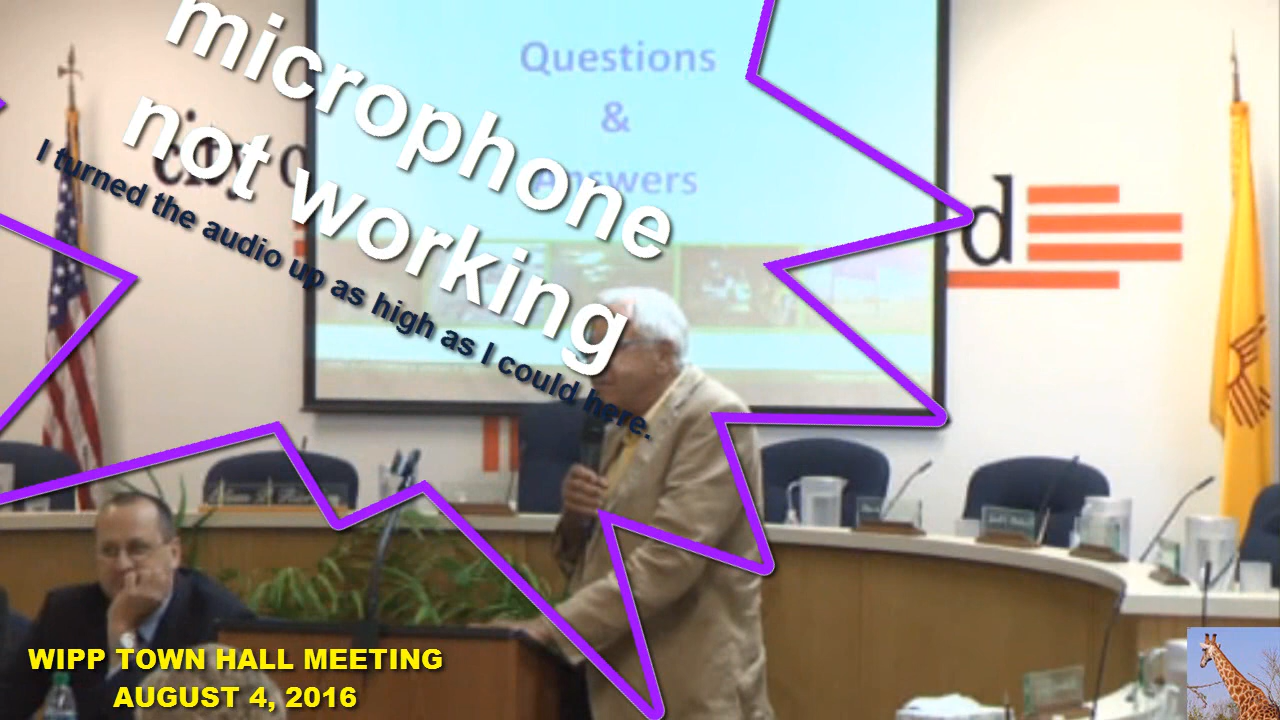 Questions
&
Answers
microphone
not working
I turned the audio up as high as I could here.
city o
d
WIPP TOWN HALL MEETING
AUGUST 4, 2016